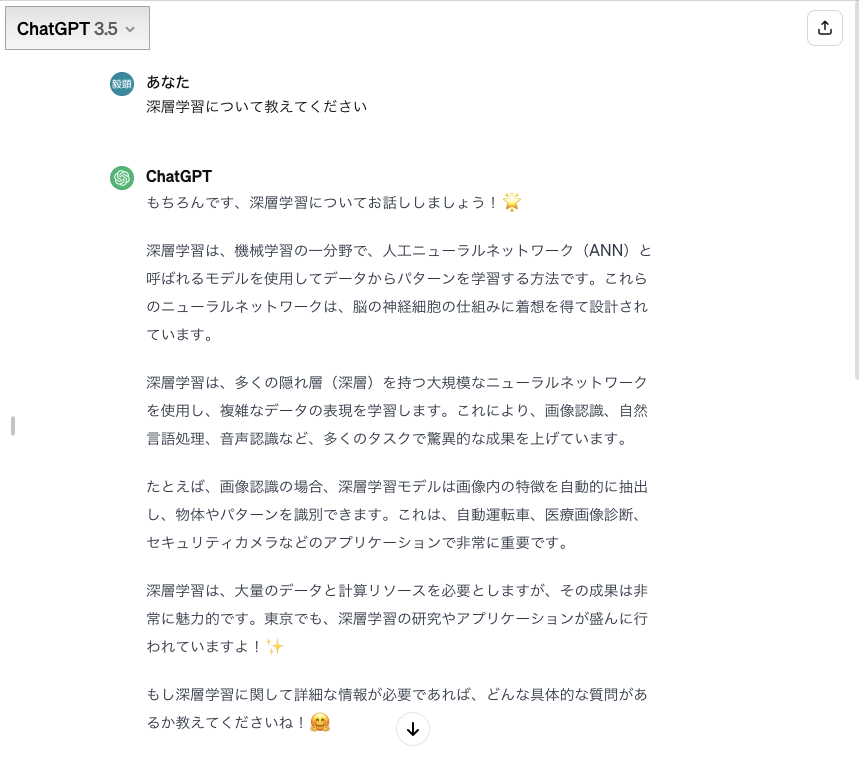 ChatGPT 3.5
毅顕
あなた
深層学習について教えてください
ChatGPT
もちろんです、深層学習についてお話ししましょう！🌟
深層学習は、機械学習の一分野で、人工ニューラルネットワーク（ANN）と
呼ばれるモデルを使用してデータからパターンを学習する方法です。これら
のニューラルネットワークは、脳の神経細胞の仕組みに着想を得て設計され
ています。
深層学習は、多くの隠れ層（深層）を持つ大規模なニューラルネットワーク
を使用し、複雑なデータの表現を学習します。これにより、画像認識、自然
言語処理、音声認識など、多くのタスクで驚異的な成果を上げています。
たとえば、画像認識の場合、深層学習モデルは画像内の特徴を自動的に抽出
し、物体やパターンを識別できます。これは、自動運転車、医療画像診断、
セキュリティカメラなどのアプリケーションで非常に重要です。
深層学習は、大量のデータと計算リソースを必要としますが、その成果は非
常に魅力的です。東京でも、深層学習の研究やアプリケーションが盛んに行
われていますよ！✨
もし深層学習に関して詳細な情報が必要であれば、どんな具体的な質問があ
るか教えてくださいね！🤗